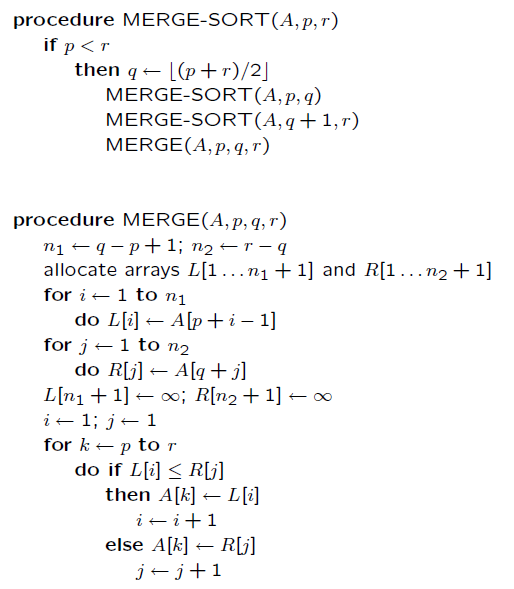 procedure MERGE-SORT(A, p, r)
if p < r
then q ← ⌊(p + r)/2⌋
MERGE-SORT(A, p, q)
MERGE-SORT(A, q + 1, r)
MERGE(A, p, q, r)
procedure MERGE(A, p, q, r)
n₁ ← q − p + 1; n₂ ← r − q
allocate arrays L[1 … n₁ + 1] and R[1 … n₂ + 1]
for i ← 1 to n₁
do L[i] ← A[p + i − 1]
for j ← 1 to n₂
do R[j] ← A[q + j]
L[n₁ + 1] ← ∞; R[n₂ + 1] ← ∞
i ← 1; j ← 1
for k ← p to r
do if L[i] ≤ R[j]
then A[k] ← L[i]
i ← i + 1
else A[k] ← R[j]
j ← j + 1